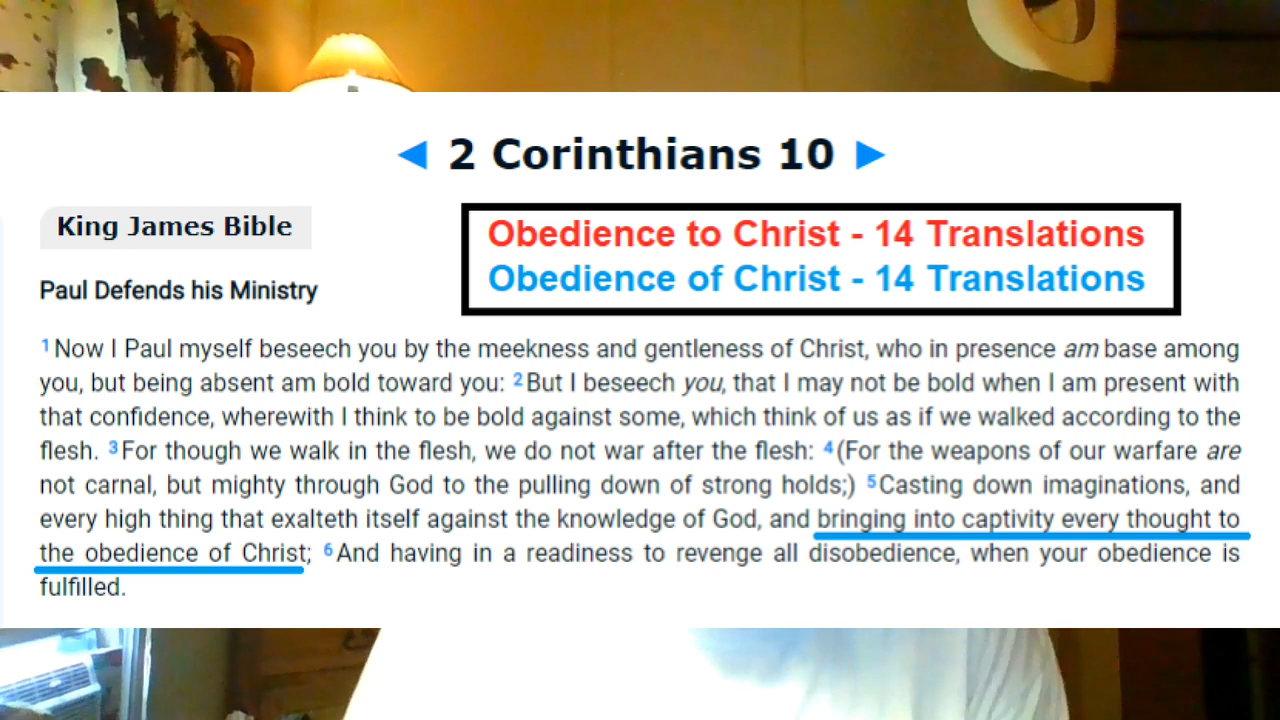 ◄ 2 Corinthians 10 ►
King James Bible
Obedience to Christ - 14 Translations
Obedience of Christ - 14 Translations
Paul Defends his Ministry
1 Now I Paul myself beseech you by the meekness and gentleness of Christ, who in presence am base among
you, but being absent am bold toward you: 2 But I beseech you, that I may not be bold when I am present with
that confidence, wherewith I think to be bold against some, which think of us as if we walked according to the
flesh. 3 For though we walk in the flesh, we do not war after the flesh: 4 (For the weapons of our warfare are
not carnal, but mighty through God to the pulling down of strong holds;) 5 Casting down imaginations, and
every high thing that exalteth itself against the knowledge of God, and bringing into captivity every thought to
the obedience of Christ; 6 And having in a readiness to revenge all disobedience, when your obedience is
fulfilled.